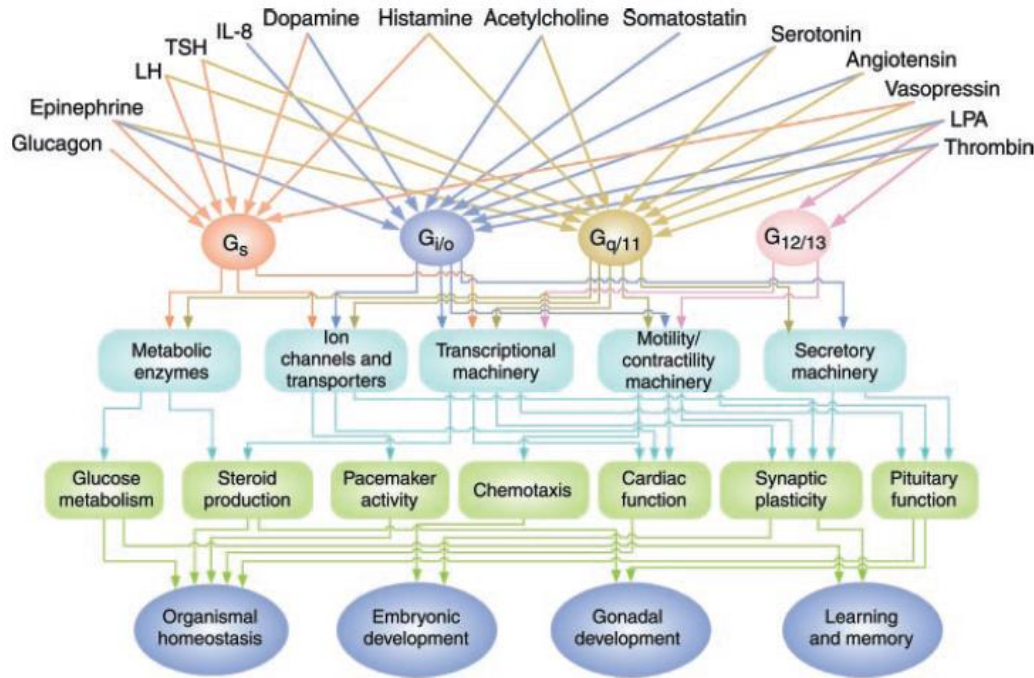 Dopamine
Histamine
Acetylcholine
Somatostatin
IL-8
Serotonin
TSH
Angiotensin
LH
Vasopressin
Epinephrine
LPA
Glucagon
Thrombin
Gs
Gi/o
Gq/11
G12/13
Metabolic
enzymes
Ion
channels and
transporters
Transcriptional
machinery
Motility/
contractility
machinery
Secretory
machinery
Glucose
metabolism
Steroid
production
Pacemaker
activity
Chemotaxis
Cardiac
function
Synaptic
plasticity
Pituitary
function
Organismal
homeostasis
Embryonic
development
Gonadal
development
Learning
and memory